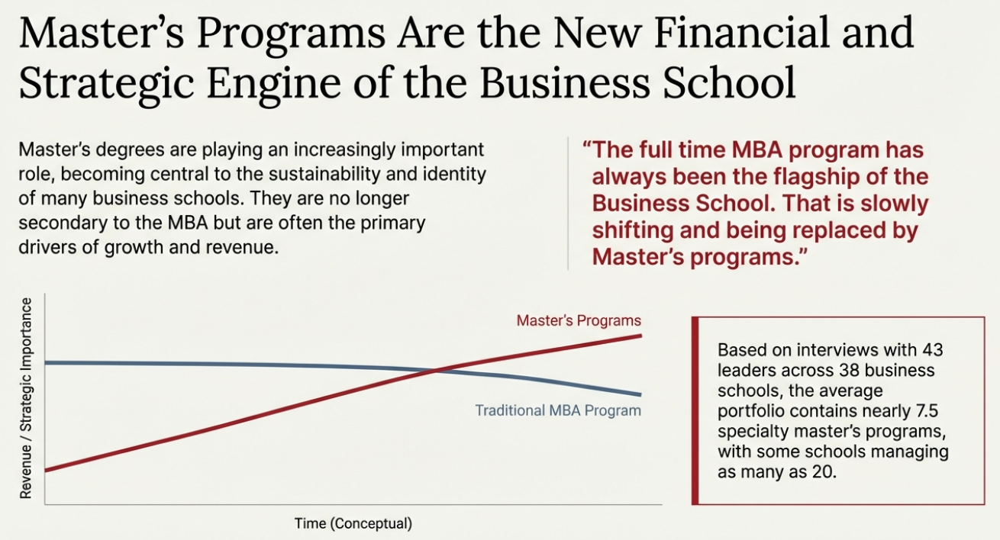 Master’s Programs Are the New Financial and
Strategic Engine of the Business School
Master’s degrees are playing an increasingly important
role, becoming central to the sustainability and identity
of many business schools. They are no longer
secondary to the MBA but are often the primary
drivers of growth and revenue.
“The full time MBA program has
always been the flagship of the
Business School. That is slowly
shifting and being replaced by
Master’s programs.”
Revenue / Strategic Importance
Master’s Programs
Traditional MBA Program
Time (Conceptual)
Based on interviews with 43
leaders across 38 business
schools, the average
portfolio contains nearly 7.5
specialty master’s programs,
with some schools managing
as many as 20.